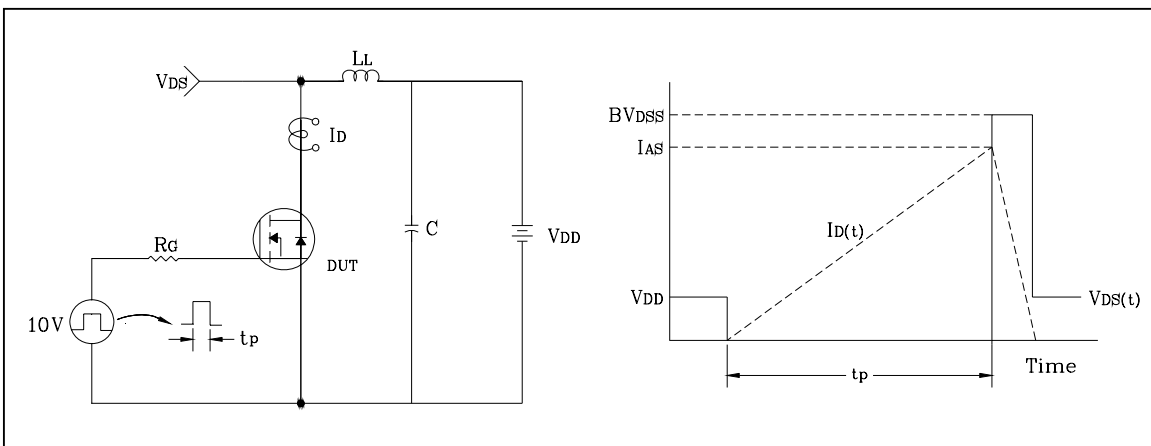 LL
VDS
ID
C
VDD
RG
DUT
10V
tp
BVDSS
IAS
ID(t)
VDD
VDS(t)
Time
tp